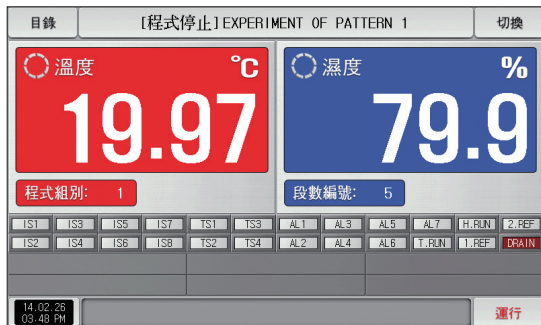 目錄 [程式停止]EXPERIMENT OF PATTERN 1 切換
溫度 °C 濕度 %
19.97 79.9
程式組別: 1 段數編號: 5
IS1 IS3 IS5 IS7 TS1 TS3 AL1 AL3 AL5 AL7 H.RUN 2.REF
IS2 IS4 IS6 IS8 TS2 TS4 AL2 AL4 AL6 T.RUN 1.REF DRAIN
14.02.26
03:48 PM 運行